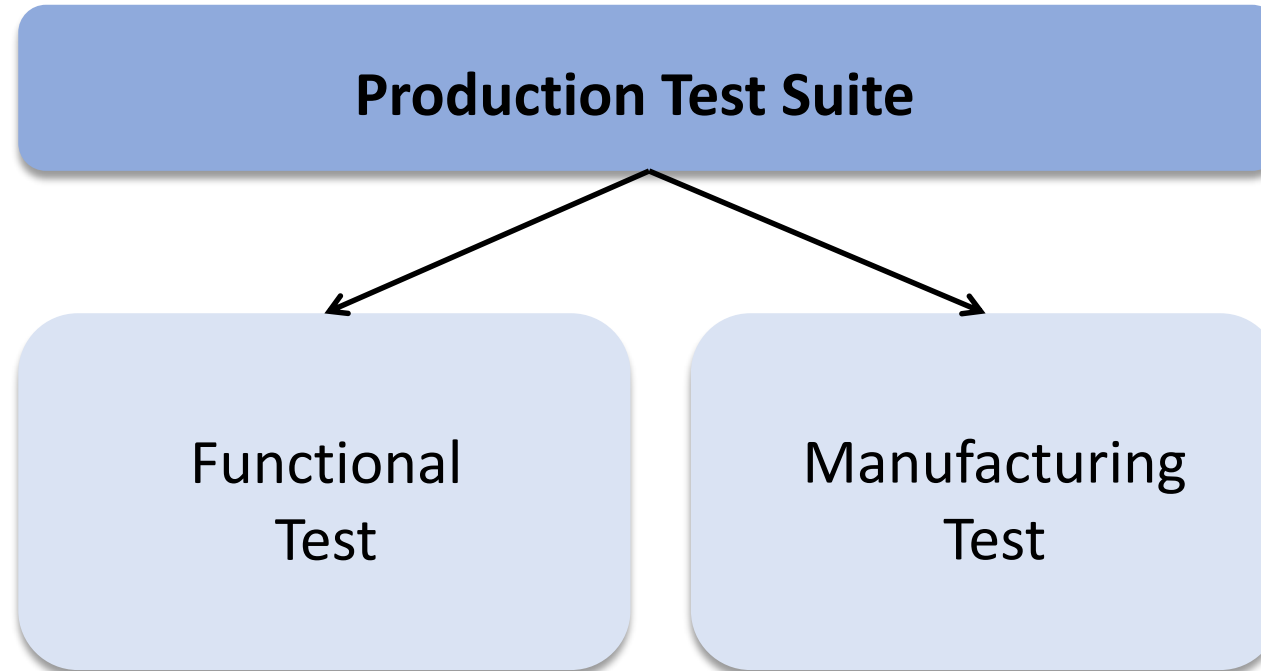 Production Test Suite
Functional
Test
Manufacturing
Test